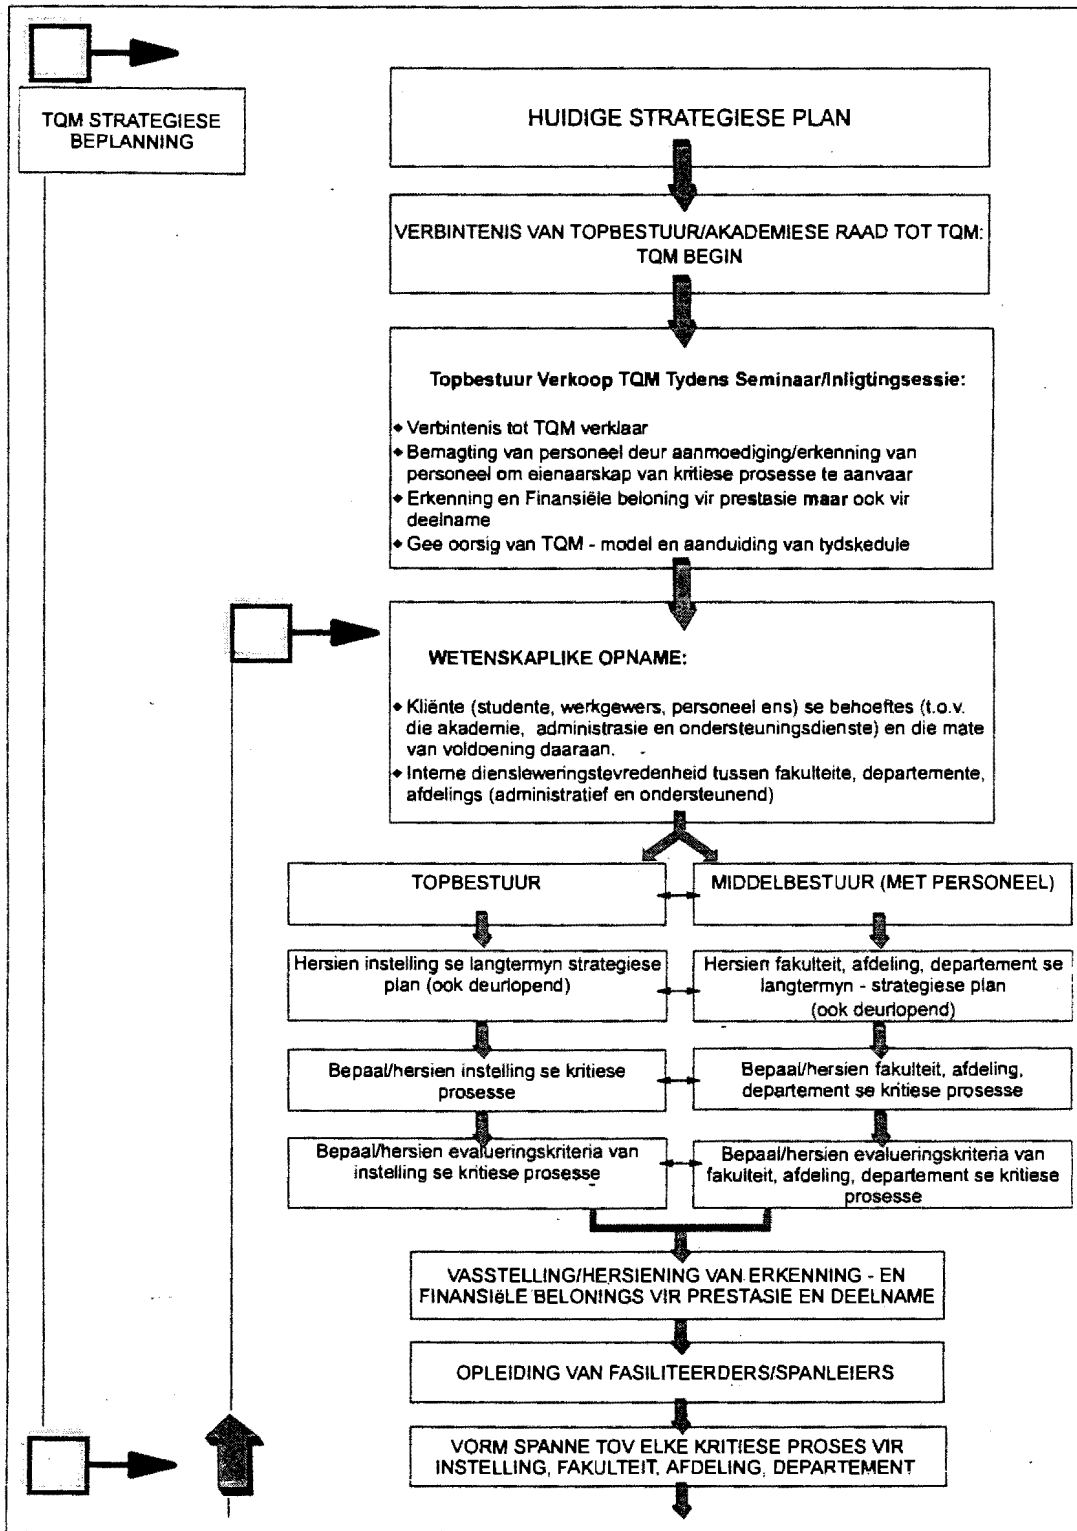 TQM STRATEGIESE
BEPLANNING
HUIDIGE STRATEGIESE PLAN
VERBINTENIS VAN TOPBESTUUR/AKADEMIESE RAAD TOT TQM:
TQM BEGIN
Topbestuur Verkoop TQM Tydens Seminaar/Inligtingsessie:
♦ Verbintenis tot TQM verklaar
♦ Bemagting van personeel deur aanmoediging/erkenning van
personeel om eienaarskap van kritiese prosesse te aanvaar
♦ Erkenning en Finansiële beloning vir prestasie maar ook vir
deelname
♦ Gee oorsig van TQM - model en aanduiding van tydskedule
WETENSKAPLIKE OPNAME:
♦ Kliënte (studente, werkgewers, personeel ens) se behoeftes (t.o.v.
die akademie, administrasie en ondersteuningsdienste) en die mate
van voldoening daaraan.
♦ Interne diensleweringstevredenheid tussen fakulteite, departemente,
afdelings (administratief en ondersteunend)
TOPBESTUUR
MIDDELBESTUUR (MET PERSONEEL)
Hersien instelling se langtermyn strategiese
plan (ook deurlopend)
Hersien fakulteit, afdeling, departement se
langtermyn - strategiese plan
(ook deurlopend)
Bepaal/hersien instelling se kritiese
prosesse
Bepaal/hersien fakulteit, afdeling,
departement se kritiese prosesse
Bepaal/hersien evalueringskriteria van
instelling se kritiese prosesse
Bepaal/hersien evalueringskriteria van
fakulteit, afdeling, departement se kritiese
prosesse
VASSTELLING/HERSIENING VAN ERKENNING - EN
FINANSIëLE BELONINGS VIR PRESTASIE EN DEELNAME
OPLEIDING VAN FASILITEERDERS/SPANLEIERS
VORM SPANNE TOV ELKE KRITIESE PROSES VIR
INSTELLING, FAKULTEIT, AFDELING, DEPARTEMENT